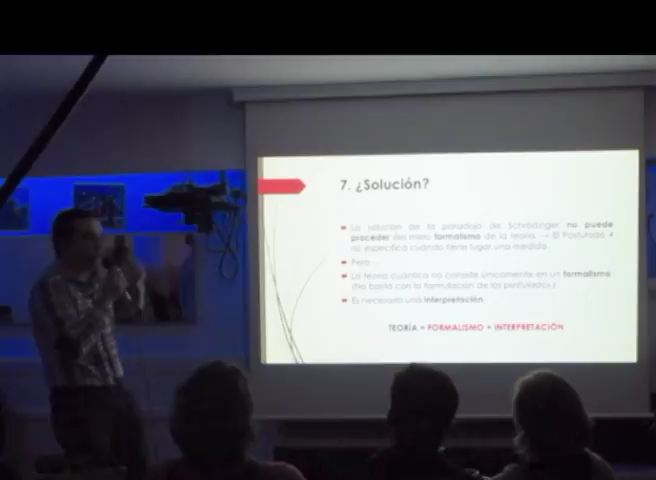 7. ¿Solución?
La solución de la paradoja de Schrödinger no puede
proceder del mero formalismo de la teoría. El Postulado 4
no especifica cuándo tiene lugar una medida.
Pero...
La teoría cuántica no consiste únicamente en un formalismo
(No basta con la formulación de los postulados.)
Es necesaria una interpretación.
TEORÍA = FORMALISMO + INTERPRETACIÓN